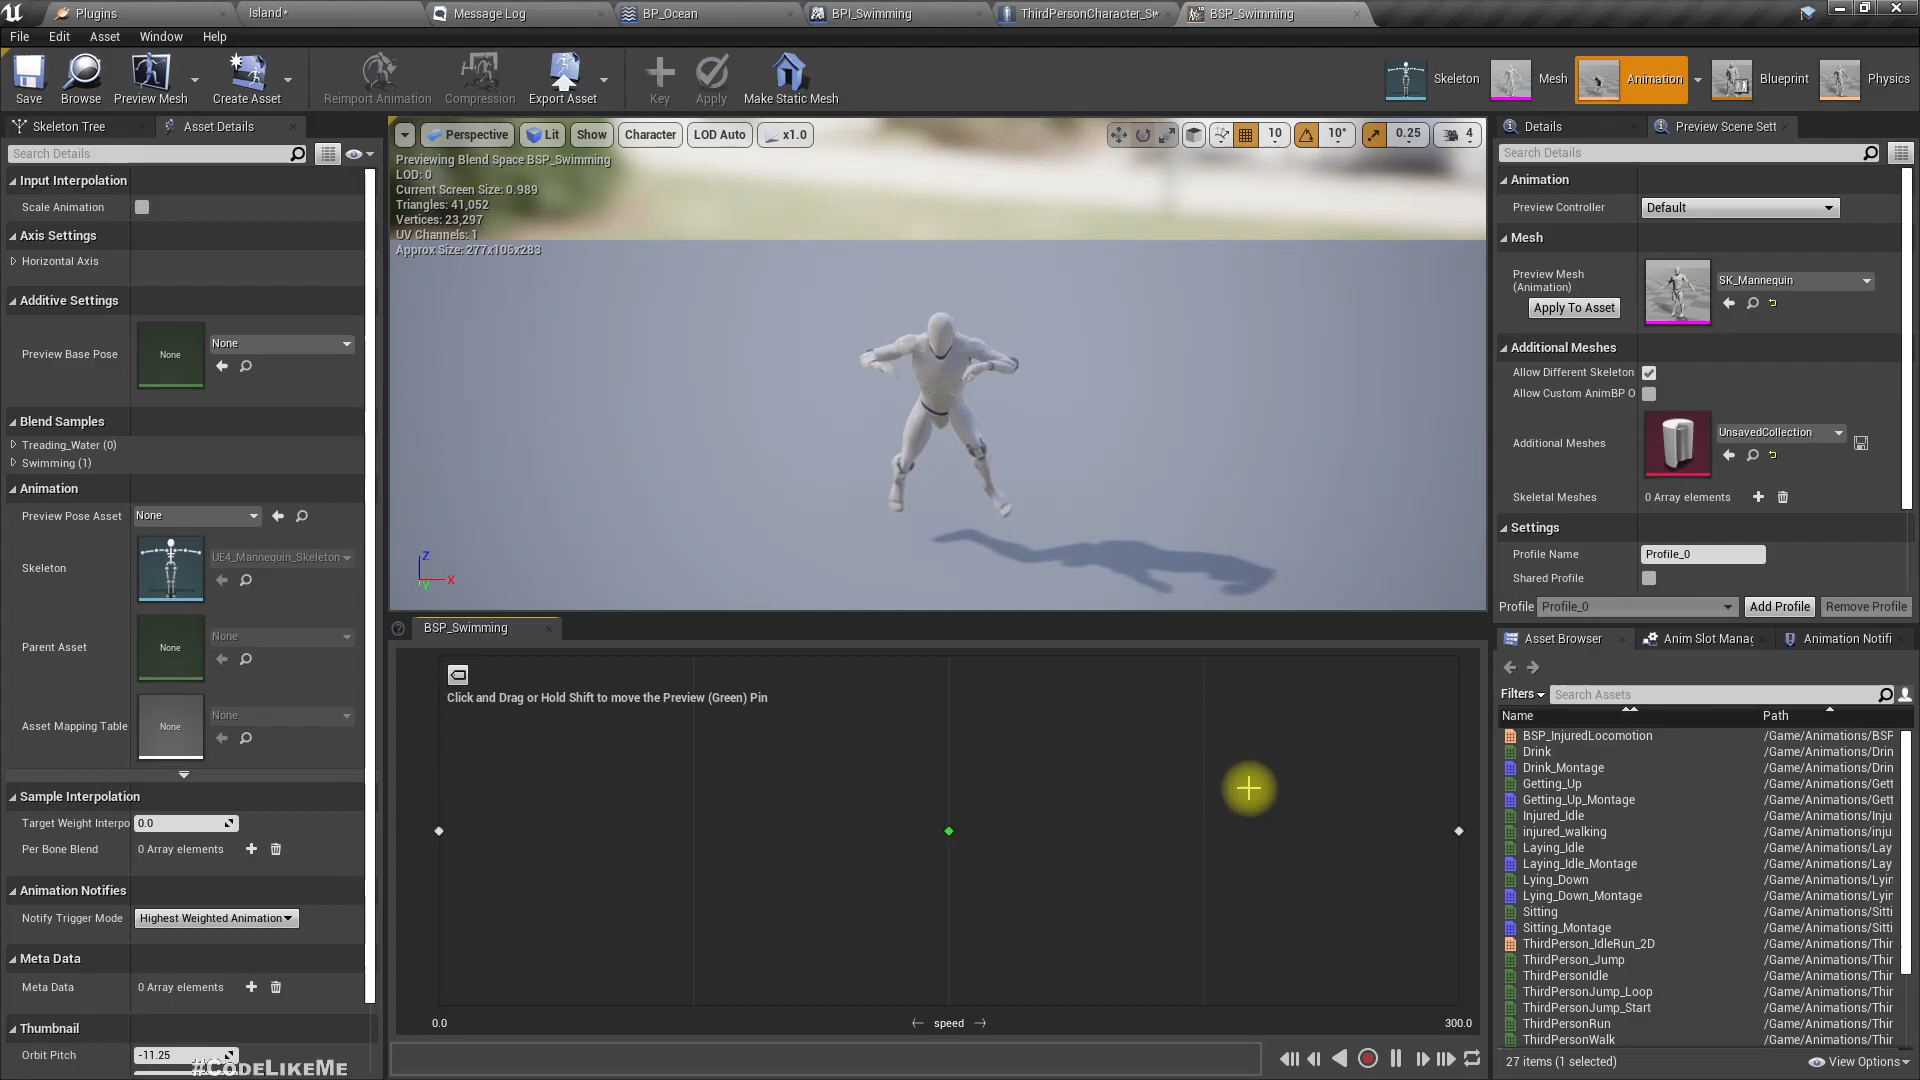 Plugins
Island*
Message Log
BP_Ocean
BPI_Swimming
ThirdPersonCharacter_S
BSP_Swimming
File Edit Asset Window Help
Save
Browse
Preview Mesh
Create Asset
Reimport Animation
Compression
Export Asset
Key
Apply
Make Static Mesh
Skeleton
Mesh
Animation
Blueprint
Physics
Skeleton Tree
Asset Details
Search Details
Input Interpolation
Scale Animation
Axis Settings
Horizontal Axis
Additive Settings
Preview Base Pose
None
None
Blend Samples
Treading_Water (0)
Swimming (1)
Animation
Preview Pose Asset
None
Skeleton
UE4_Mannequin_Skeleton
Parent Asset
None
None
Asset Mapping Table
None
None
Sample Interpolation
Target Weight Interpo
0.0
Per Bone Blend
0 Array elements
Animation Notifies
Notify Trigger Mode
Highest Weighted Animation
Meta Data
Meta Data
0 Array elements
Thumbnail
Orbit Pitch
-11.25
#CodeLikeMe
Perspective
Lit
Show
Character
LOD Auto
x1.0
10
10°
0.25
4
Previewing Blend Space BSP_Swimming
LOD: 0
Current Screen Size: 0.989
Triangles: 41,052
Vertices: 23,297
UV Channels: 1
Approx Size: 277x106x283
Z
X
Y
BSP_Swimming
Click and Drag or Hold Shift to move the Preview (Green) Pin
0.0
speed
300.0
Details
Preview Scene Sett
Search Details
Animation
Preview Controller
Default
Mesh
Preview Mesh
(Animation)
Apply To Asset
SK_Mannequin
Additional Meshes
Allow Different Skeleton
Allow Custom AnimBP O
Additional Meshes
UnsavedCollection
Skeletal Meshes
0 Array elements
Settings
Profile Name
Profile_0
Shared Profile
Profile
Profile_0
Add Profile
Remove Profile
Asset Browser
Anim Slot Manag
Animation Notifi
Filters
Search Assets
Name
Path
BSP_InjuredLocomotion /Game/Animations/BSP
Drink /Game/Animations/Drin
Drink_Montage /Game/Animations/Drin
Getting_Up /Game/Animations/Gett
Getting_Up_Montage /Game/Animations/Gett
Injured_Idle /Game/Animations/Inju
injured_walking /Game/Animations/inju
Laying_Idle /Game/Animations/Lay
Laying_Idle_Montage /Game/Animations/Lay
Lying_Down /Game/Animations/Lyin
Lying_Down_Montage /Game/Animations/Lyin
Sitting /Game/Animations/Sitti
Sitting_Montage /Game/Animations/Sitti
ThirdPerson_IdleRun_2D /Game/Animations/Thir
ThirdPerson_Jump /Game/Animations/Thir
ThirdPersonIdle /Game/Animations/Thir
ThirdPersonJump_Loop /Game/Animations/Thir
ThirdPersonJump_Start /Game/Animations/Thir
ThirdPersonRun /Game/Animations/Thir
ThirdPersonWalk /Game/Animations/Thir
27 items (1 selected)
View Options